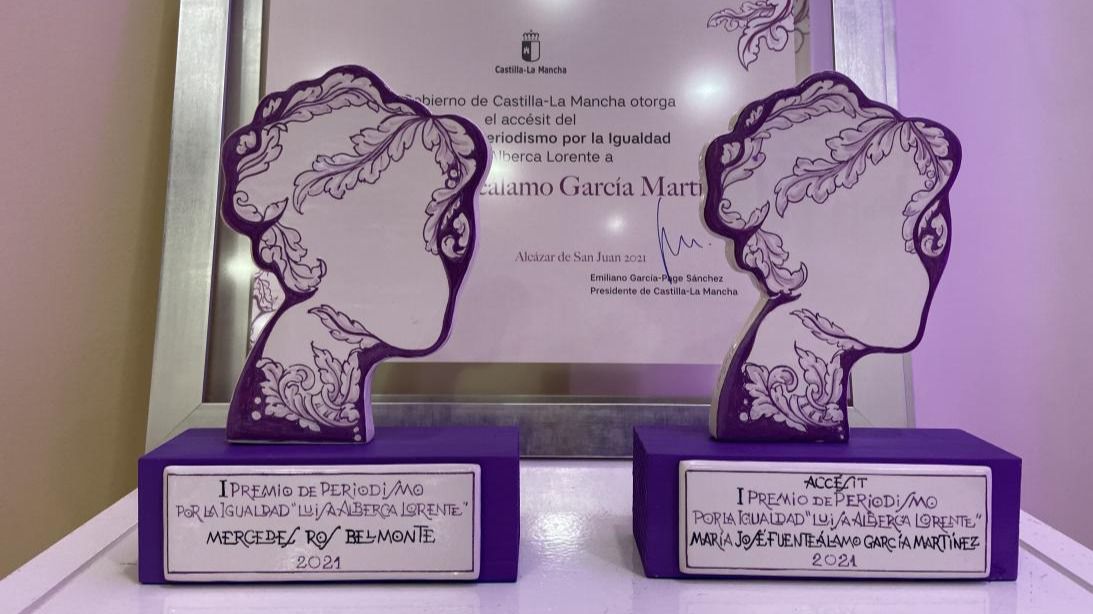 Castilla-La Mancha
Gobierno de Castilla-La Mancha otorga
el accésit del
eriodismo por la Igualdad
Alberca Lorente a
álamo García Martí
Alcázar de San Juan 2021
Emiliano García-Page Sánchez
Presidente de Castilla-La Mancha
I PREMIO DE PERIODISMO
POR LA IGUALDAD "LUISA ALBERCA LORENTE"
MERCEDES ROS BELMONTE
2021
ACCÉSIT
I PREMIO DE PERIODISMO
POR LA IGUALDAD "LUISA ALBERCA LORENTE"
MARÍA JOSÉ FUENTEÁLAMO GARCÍA MARTÍNEZ
2021